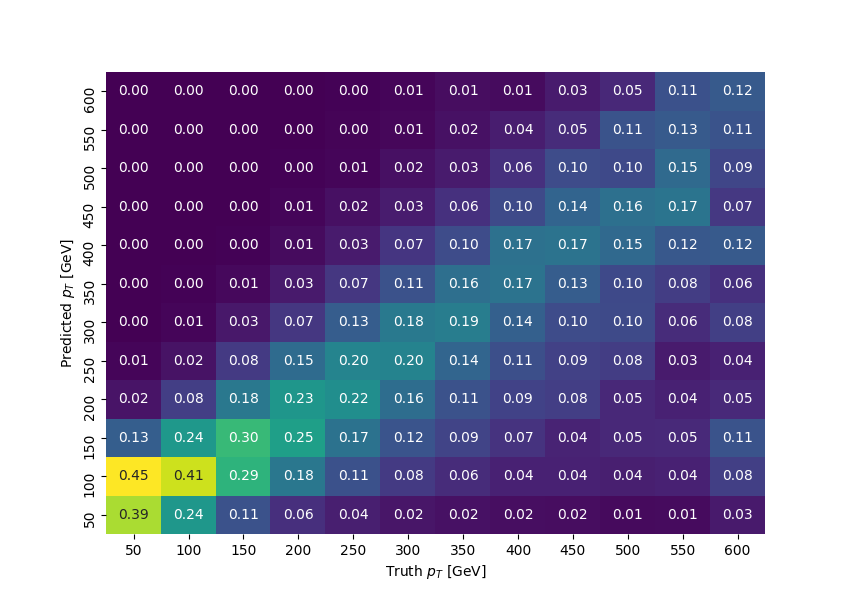 600 0.00 0.00 0.00 0.00 0.00 0.01 0.01 0.01 0.03 0.05 0.11 0.12
550 0.00 0.00 0.00 0.00 0.00 0.01 0.02 0.04 0.05 0.11 0.13 0.11
500 0.00 0.00 0.00 0.00 0.01 0.02 0.03 0.06 0.10 0.10 0.15 0.09
450 0.00 0.00 0.00 0.01 0.02 0.03 0.06 0.10 0.14 0.16 0.17 0.07
400 0.00 0.00 0.00 0.01 0.03 0.07 0.10 0.17 0.17 0.15 0.12 0.12
350 0.00 0.00 0.01 0.03 0.07 0.11 0.16 0.17 0.13 0.10 0.08 0.06
300 0.00 0.01 0.03 0.07 0.13 0.18 0.19 0.14 0.10 0.10 0.06 0.08
250 0.01 0.02 0.08 0.15 0.20 0.20 0.14 0.11 0.09 0.08 0.03 0.04
200 0.02 0.08 0.18 0.23 0.22 0.16 0.11 0.09 0.08 0.05 0.04 0.05
150 0.13 0.24 0.30 0.25 0.17 0.12 0.09 0.07 0.04 0.05 0.05 0.11
100 0.45 0.41 0.29 0.18 0.11 0.08 0.06 0.04 0.04 0.04 0.04 0.08
50 0.39 0.24 0.11 0.06 0.04 0.02 0.02 0.02 0.02 0.01 0.01 0.03
50 100 150 200 250 300 350 400 450 500 550 600
Truth p_T [GeV]
Predicted p_T [GeV]